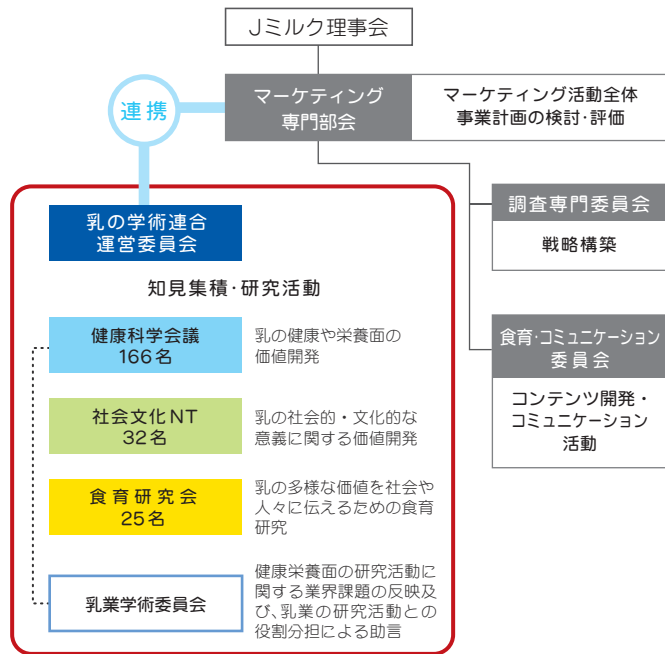 Jミルク理事会
連携
マーケティング
専門部会
マーケティング活動全体
事業計画の検討・評価
乳の学術連合
運営委員会
知見集積・研究活動
健康科学会議
166名
乳の健康や栄養面の
価値開発
社会文化NT
32名
乳の社会的・文化的な
意義に関する価値開発
食育研究会
25名
乳の多様な価値を社会や
人々に伝えるための食育
研究
乳業学術委員会
健康栄養面の研究活動に
関する業界課題の反映及
び、乳業の研究活動との
役割分担による助言
調査専門委員会
戦略構築
食育・コミュニケーション
委員会
コンテンツ開発・
コミュニケーション
活動